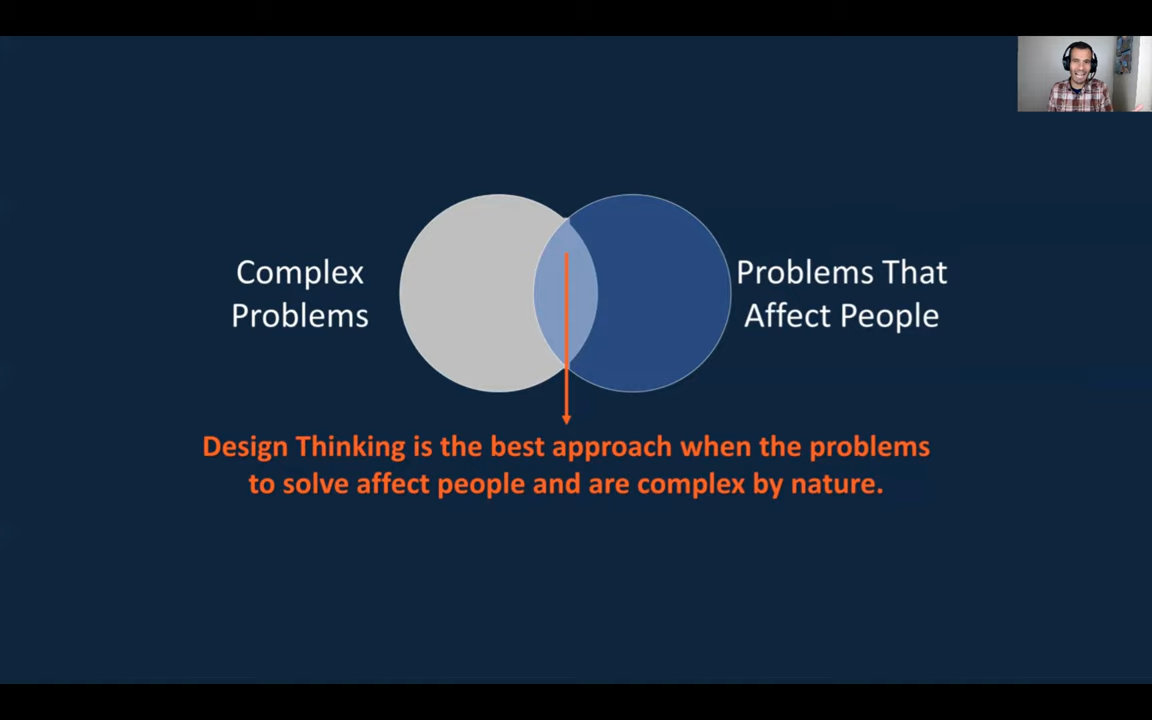 Complex
Problems
Problems That
Affect People
Design Thinking is the best approach when the problems
to solve affect people and are complex by nature.